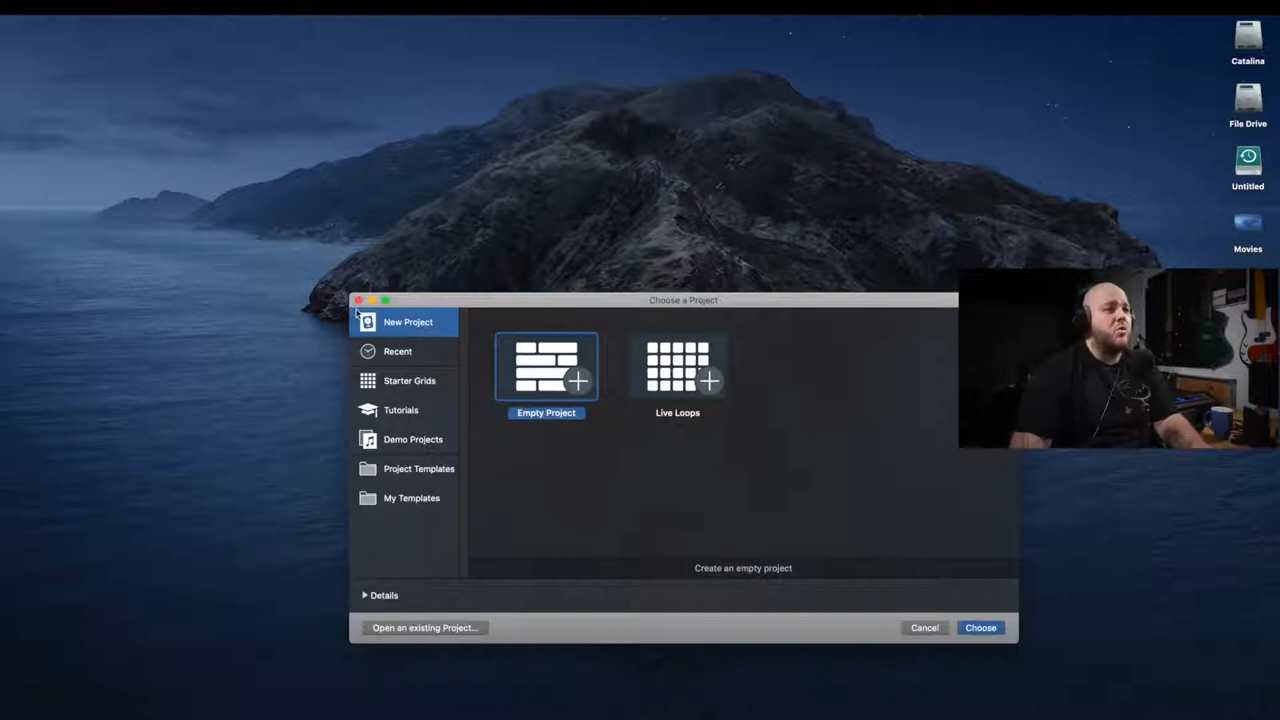 Catalina
File Drive
Untitled
Movies
Choose a Project
New Project
Recent
Starter Grids
Tutorials
Demo Projects
Project Templates
My Templates
Empty Project
Live Loops
Create an empty project
Details
Open an existing Project...
Cancel
Choose